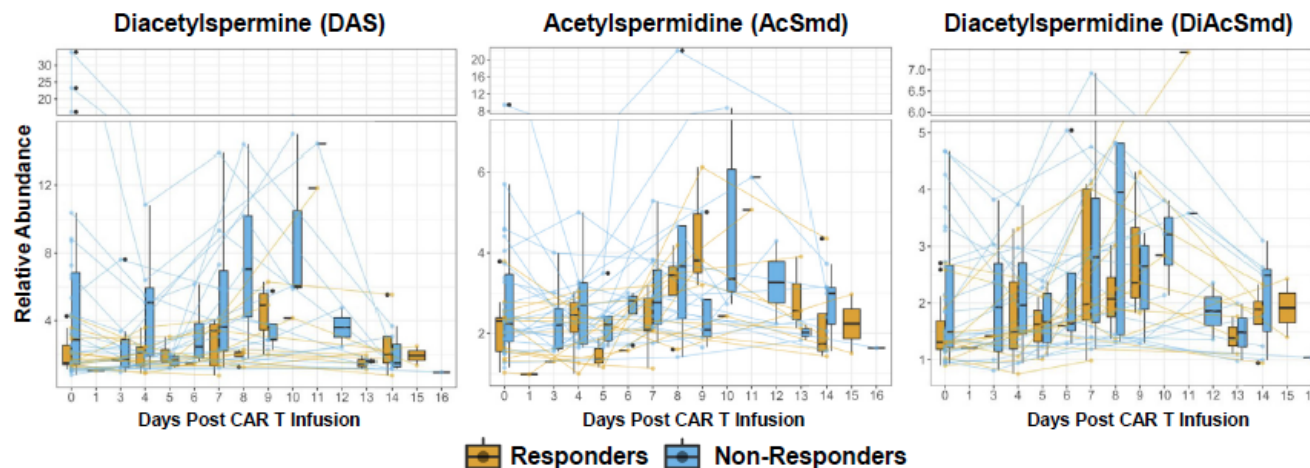 Diacetylspermine (DAS)
Acetylspermidine (AcSmd)
Diacetylspermidine (DiAcSmd)
Relative Abundance
30
25
20
12
8
4
0 1 3 4 5 6 7 8 9 10 11 12 13 14 15 16
Days Post CAR T Infusion
20
16
12
8
6
4
2
0 1 3 4 5 6 7 8 9 10 11 12 13 14 15 16
Days Post CAR T Infusion
7.0
6.5
6.0
5
4
3
2
1
0 1 3 4 5 6 7 8 9 10 11 12 13 14 15 1
Days Post CAR T Infusion
Responders Non-Responders